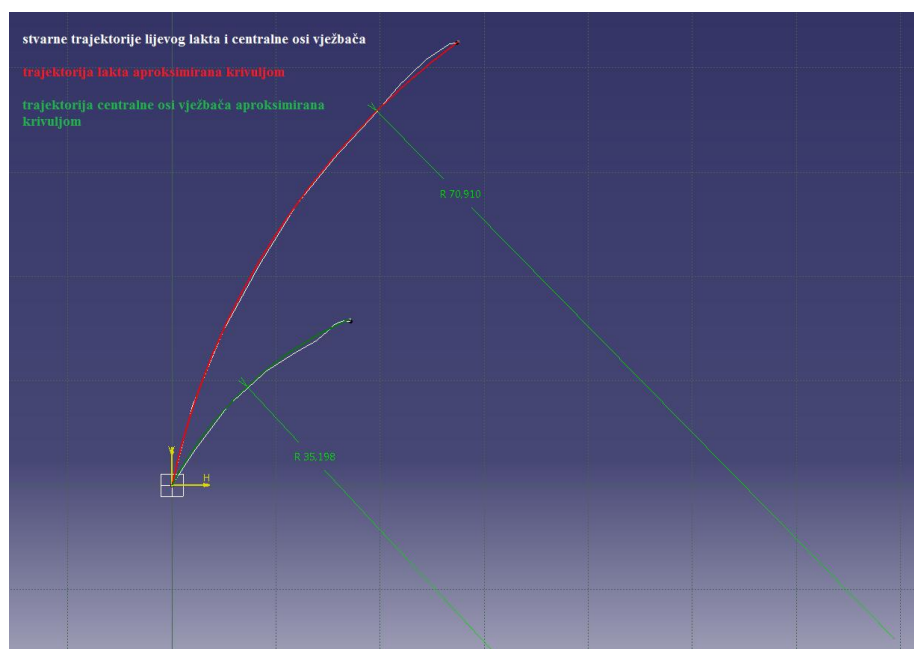 stvarne trajektorije lijevog lakta i centralne osi vježbača
trajektorija lakta aproksimirana krivuljom
trajektorija centralne osi vježbača aproksimirana
krivuljom
R 70.910
R 35.198
V
H